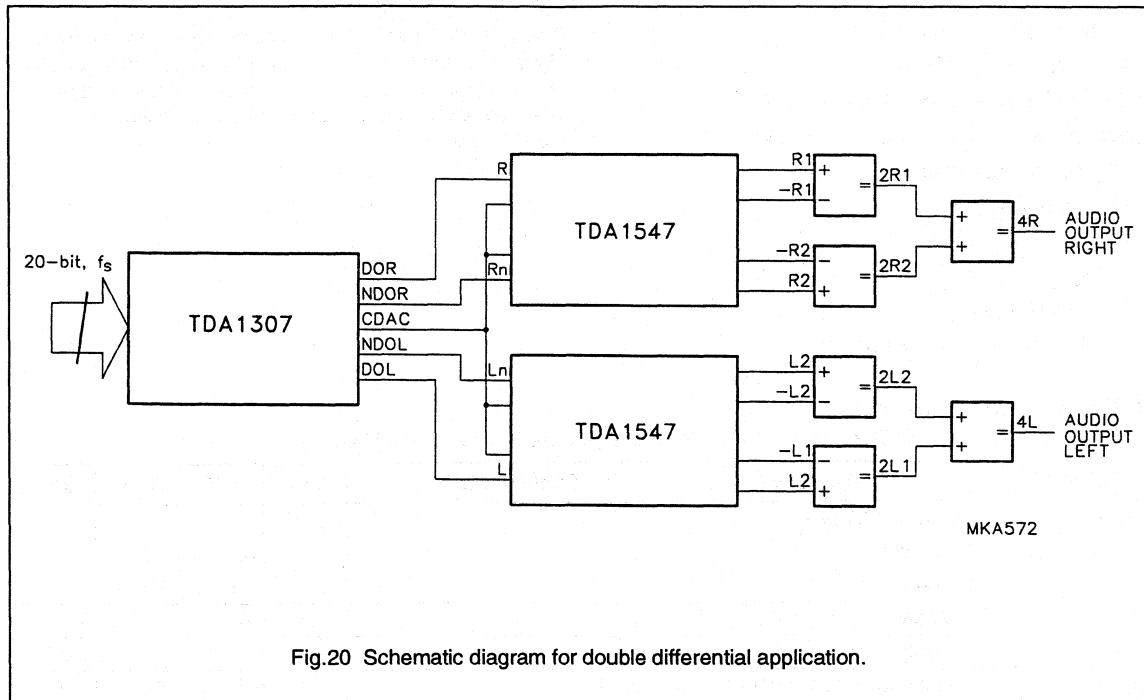 20-bit, fs
TDA1307
DOR
NDOR
CDAC
NDOL
DOL
R
Rn
TDA1547
R1
-R1
-R2
R2
+
-
=
2R1
-
+
=
2R2
+
+
=
4R
AUDIO
OUTPUT
RIGHT
Ln
L
TDA1547
L2
-L2
-L1
L2
+
-
=
2L2
-
+
=
2L1
+
+
=
4L
AUDIO
OUTPUT
LEFT
MKA572
Fig.20 Schematic diagram for double differential application.